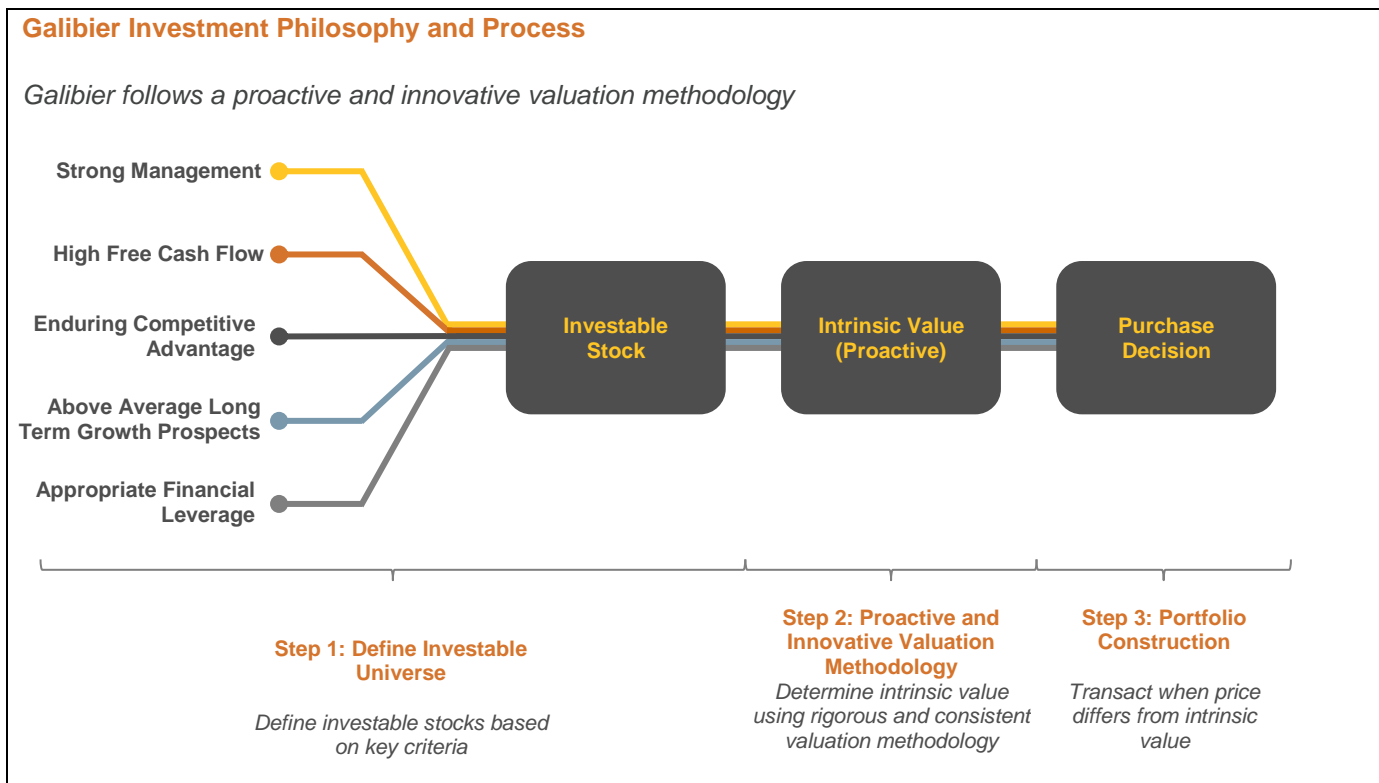 Galibier Investment Philosophy and Process
Galibier follows a proactive and innovative valuation methodology
Strong Management
High Free Cash Flow
Enduring Competitive
Advantage
Above Average Long
Term Growth Prospects
Appropriate Financial
Leverage
Investable
Stock
Intrinsic Value
(Proactive)
Purchase
Decision
Step 1: Define Investable
Universe
Define investable stocks based
on key criteria
Step 2: Proactive and
Innovative Valuation
Methodology
Determine intrinsic value
using rigorous and consistent
valuation methodology
Step 3: Portfolio
Construction
Transact when price
differs from intrinsic
value